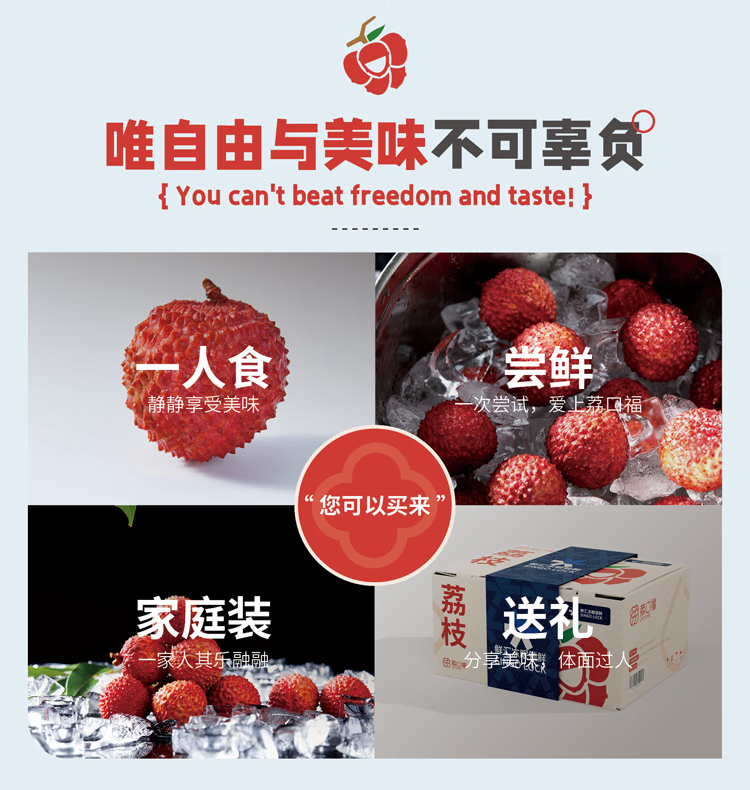 唯自由与美味不可辜负
{ You can't beat freedom and taste! }
一人食
静静享受美味
尝鲜
一次尝试，爱上荔口福
“ 您可以买来 ”
家庭装
一家人其乐融融
送礼
分享美味，体面过人
荔枝
荔口福